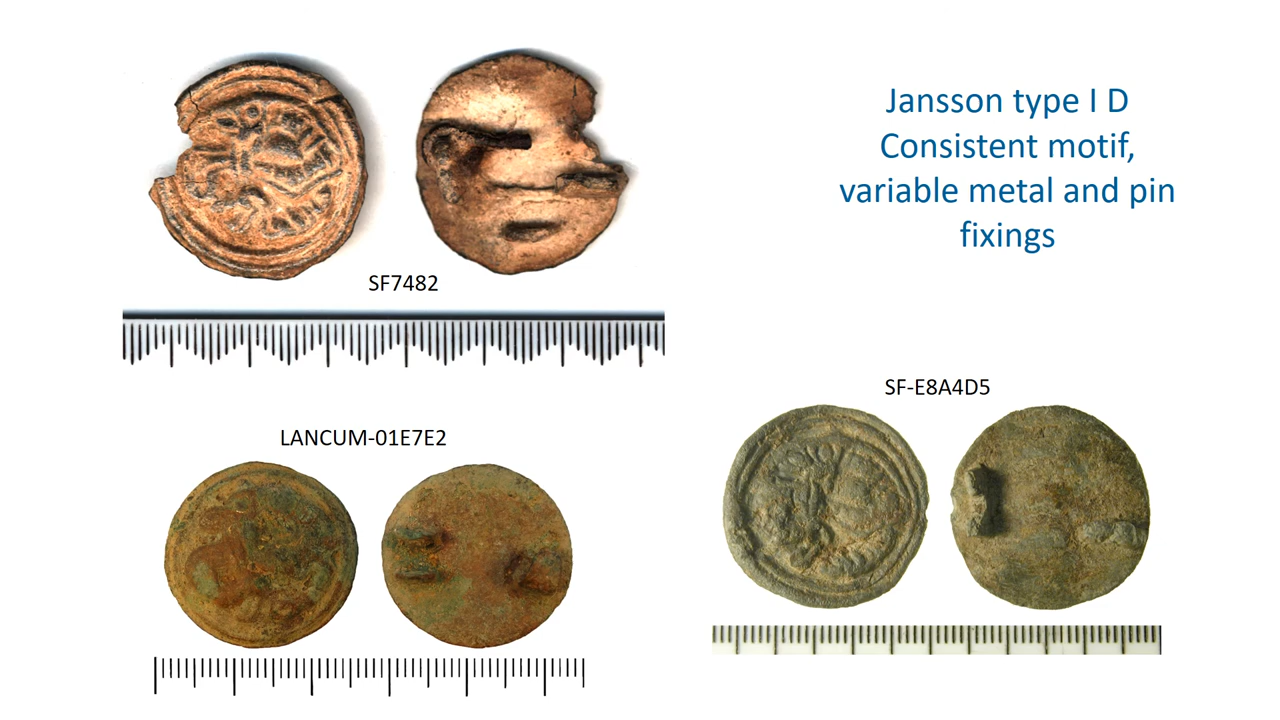 Jansson type I D
Consistent motif,
variable metal and pin
fixings
SF7482
SF-E8A4D5
LANCUM-01E7E2